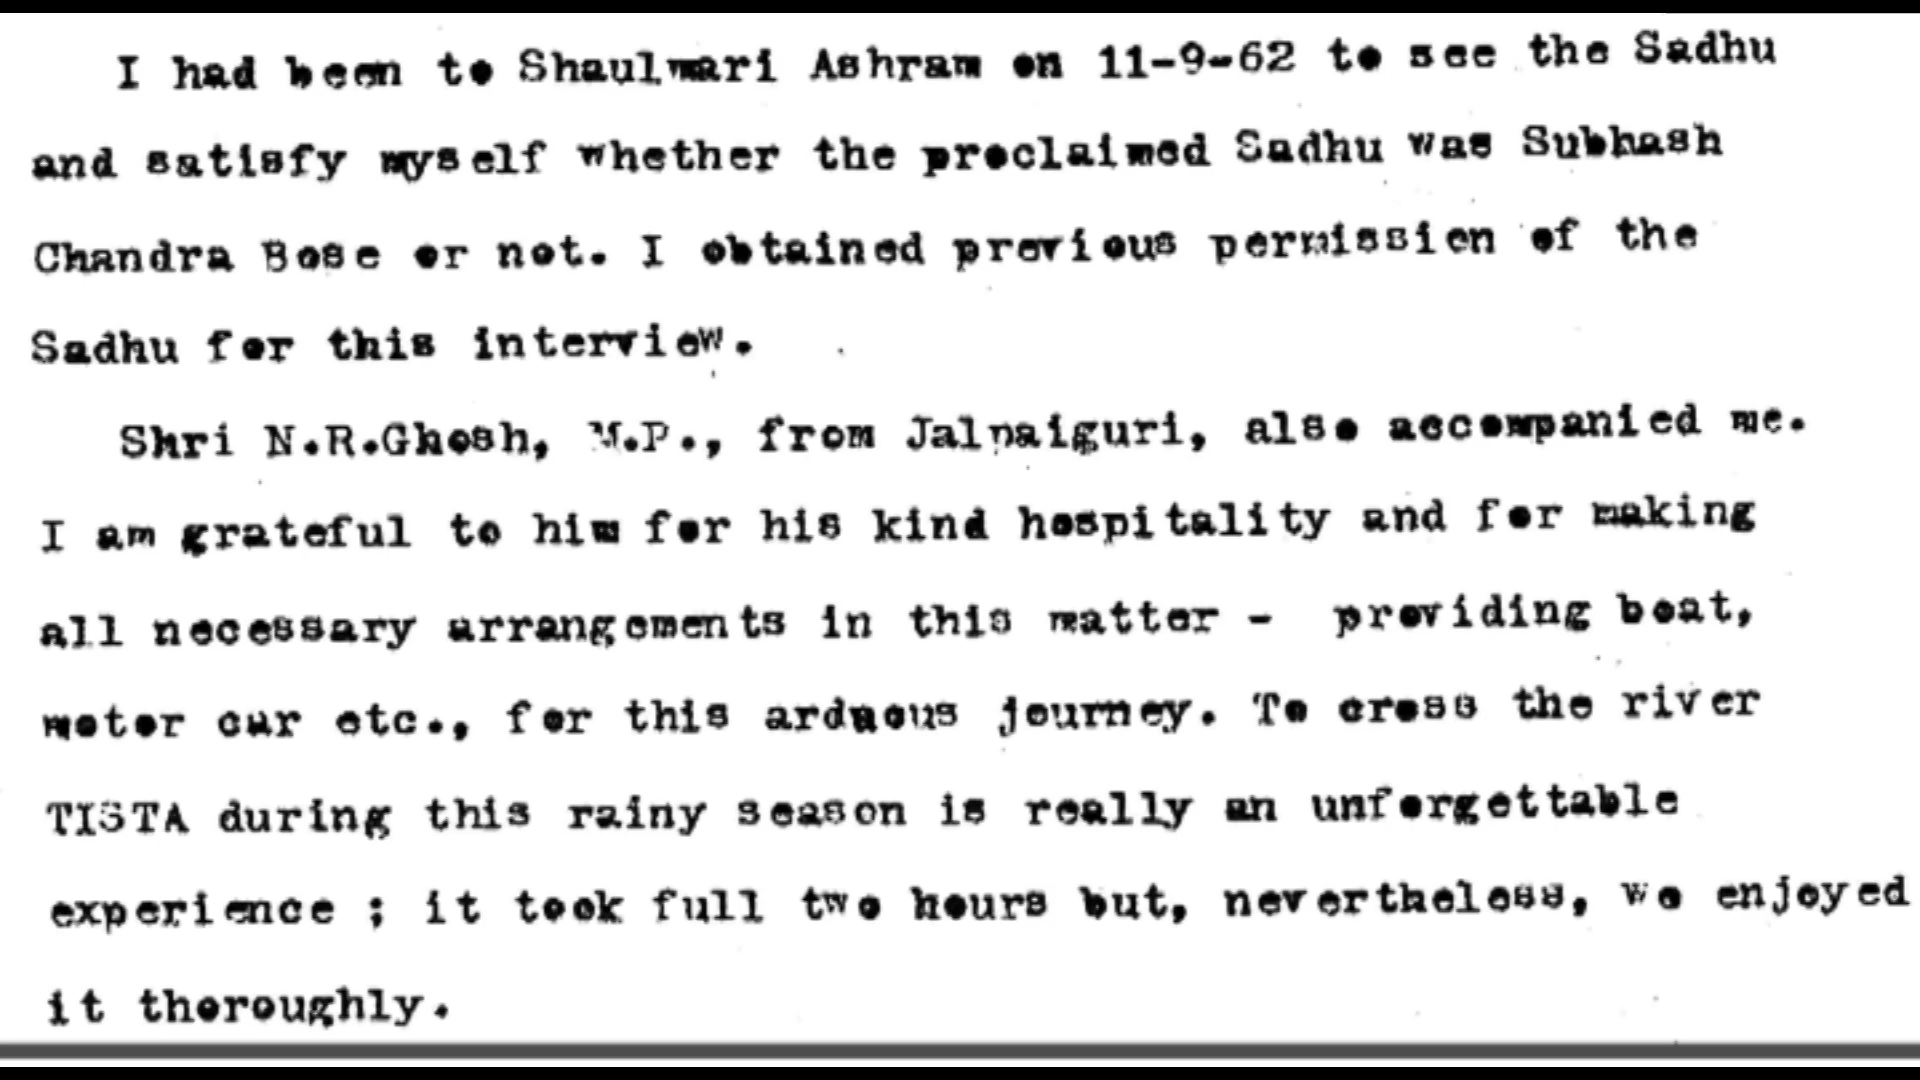 I had been to Shaulmari Ashram on 11-9-62 to see the Sadhu
and satisfy myself whether the proclaimed Sadhu was Subhash
Chandra Bose or not. I obtained previous permission of the
Sadhu for this interview.
Shri N.R.Ghosh, M.P., from Jalpaiguri, also accompanied me.
I am grateful to him for his kind hospitality and for making
all necessary arrangements in this matter - providing boat,
motor car etc., for this arduous journey. To cross the river
TISTA during this rainy season is really an unforgettable
experience ; it took full two hours but, nevertheless, we enjoyed
it thoroughly.